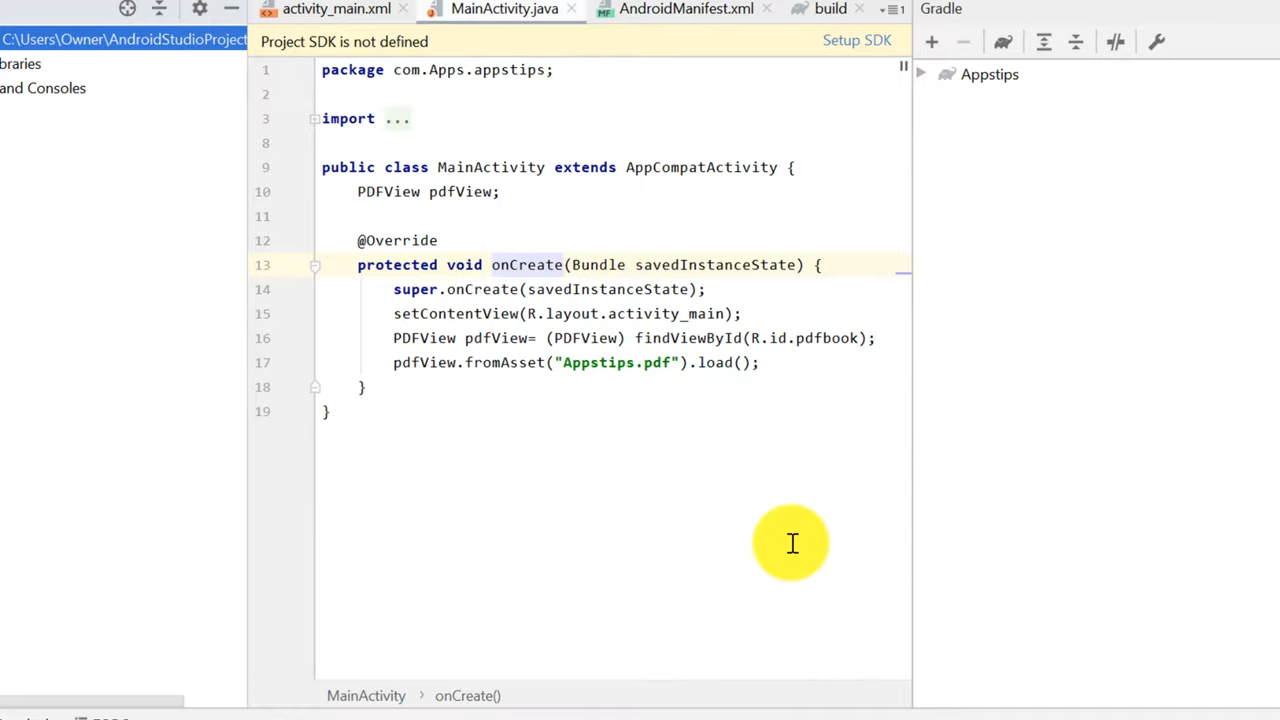 activity_main.xml
MainActivity.java
AndroidManifest.xml
build
1
Gradle
C:\Users\Owner\AndroidStudioProject
Project SDK is not defined
Setup SDK
braries
and Consoles
Appstips
1 package com.Apps.appstips;
2
3 import ...
8
9 public class MainActivity extends AppCompatActivity {
10 PDFView pdfView;
11
12 @Override
13 protected void onCreate(Bundle savedInstanceState) {
14 super.onCreate(savedInstanceState);
15 setContentView(R.layout.activity_main);
16 PDFView pdfView= (PDFView) findViewById(R.id.pdfbook);
17 pdfView.fromAsset("Appstips.pdf").load();
18 }
19 }
MainActivity › onCreate()